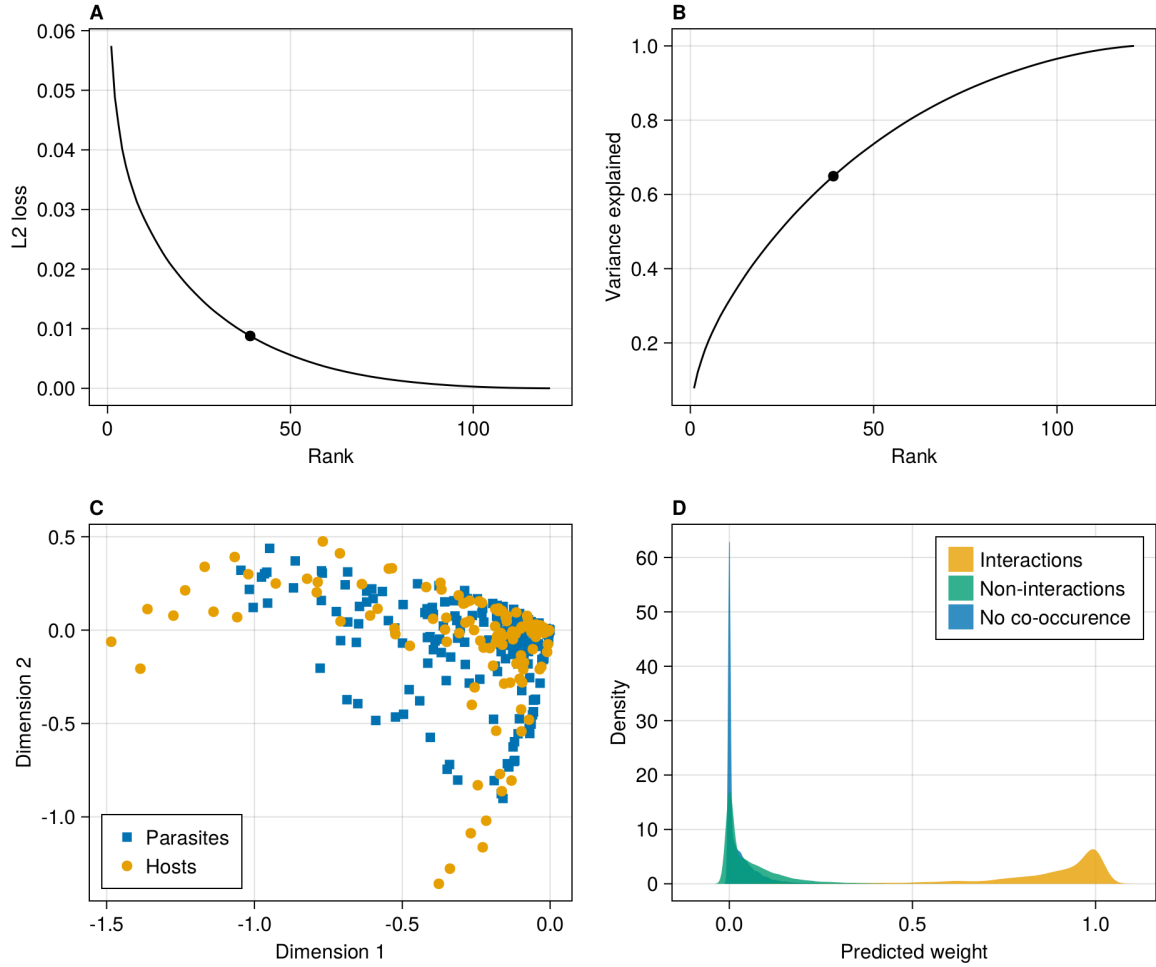 A
0.06
0.05
0.04
0.03
0.02
0.01
0.00
L2 loss
0
50
100
Rank
B
1.0
0.8
0.6
0.4
0.2
Variance explained
0
50
100
Rank
C
0.5
0.0
-0.5
-1.0
Dimension 2
Parasites
Hosts
-1.5
-1.0
-0.5
0.0
Dimension 1
D
60
50
40
30
20
10
0
Density
Interactions
Non-interactions
No co-occurence
0.0
0.5
1.0
Predicted weight